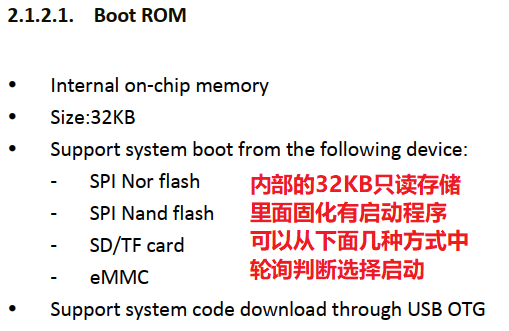 2.1.2.1. Boot ROM
• Internal on-chip memory
• Size:32KB
• Support system boot from the following device:
- SPI Nor flash
- SPI Nand flash
- SD/TF card
- eMMC
内部的32KB只读存储
里面固化有启动程序
可以从下面几种方式中
轮询判断选择启动
• Support system code download through USB OTG